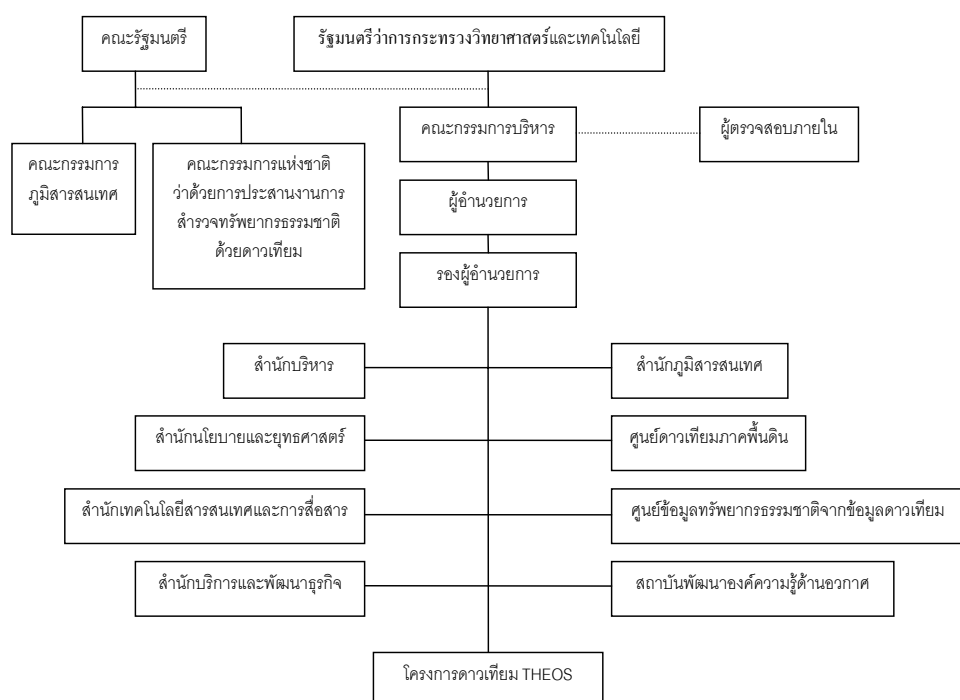 คณะรัฐมนตรี
รัฐมนตรีว่าการกระทรวงวิทยาศาสตร์และเทคโนโลยี
คณะกรรมการบริหาร
ผู้ตรวจสอบภายใน
คณะกรรมการ
ภูมิสารสนเทศ
คณะกรรมการแห่งชาติ
ว่าด้วยการประสานงานการ
สำรวจทรัพยากรธรรมชาติ
ด้วยดาวเทียม
ผู้อำนวยการ
รองผู้อำนวยการ
สำนักบริหาร
สำนักภูมิสารสนเทศ
สำนักนโยบายและยุทธศาสตร์
ศูนย์ดาวเทียมภาคพื้นดิน
สำนักเทคโนโลยีสารสนเทศและการสื่อสาร
ศูนย์ข้อมูลทรัพยากรธรรมชาติจากข้อมูลดาวเทียม
สำนักบริการและพัฒนาธุรกิจ
สถาบันพัฒนาองค์ความรู้ด้านอวกาศ
โครงการดาวเทียม THEOS